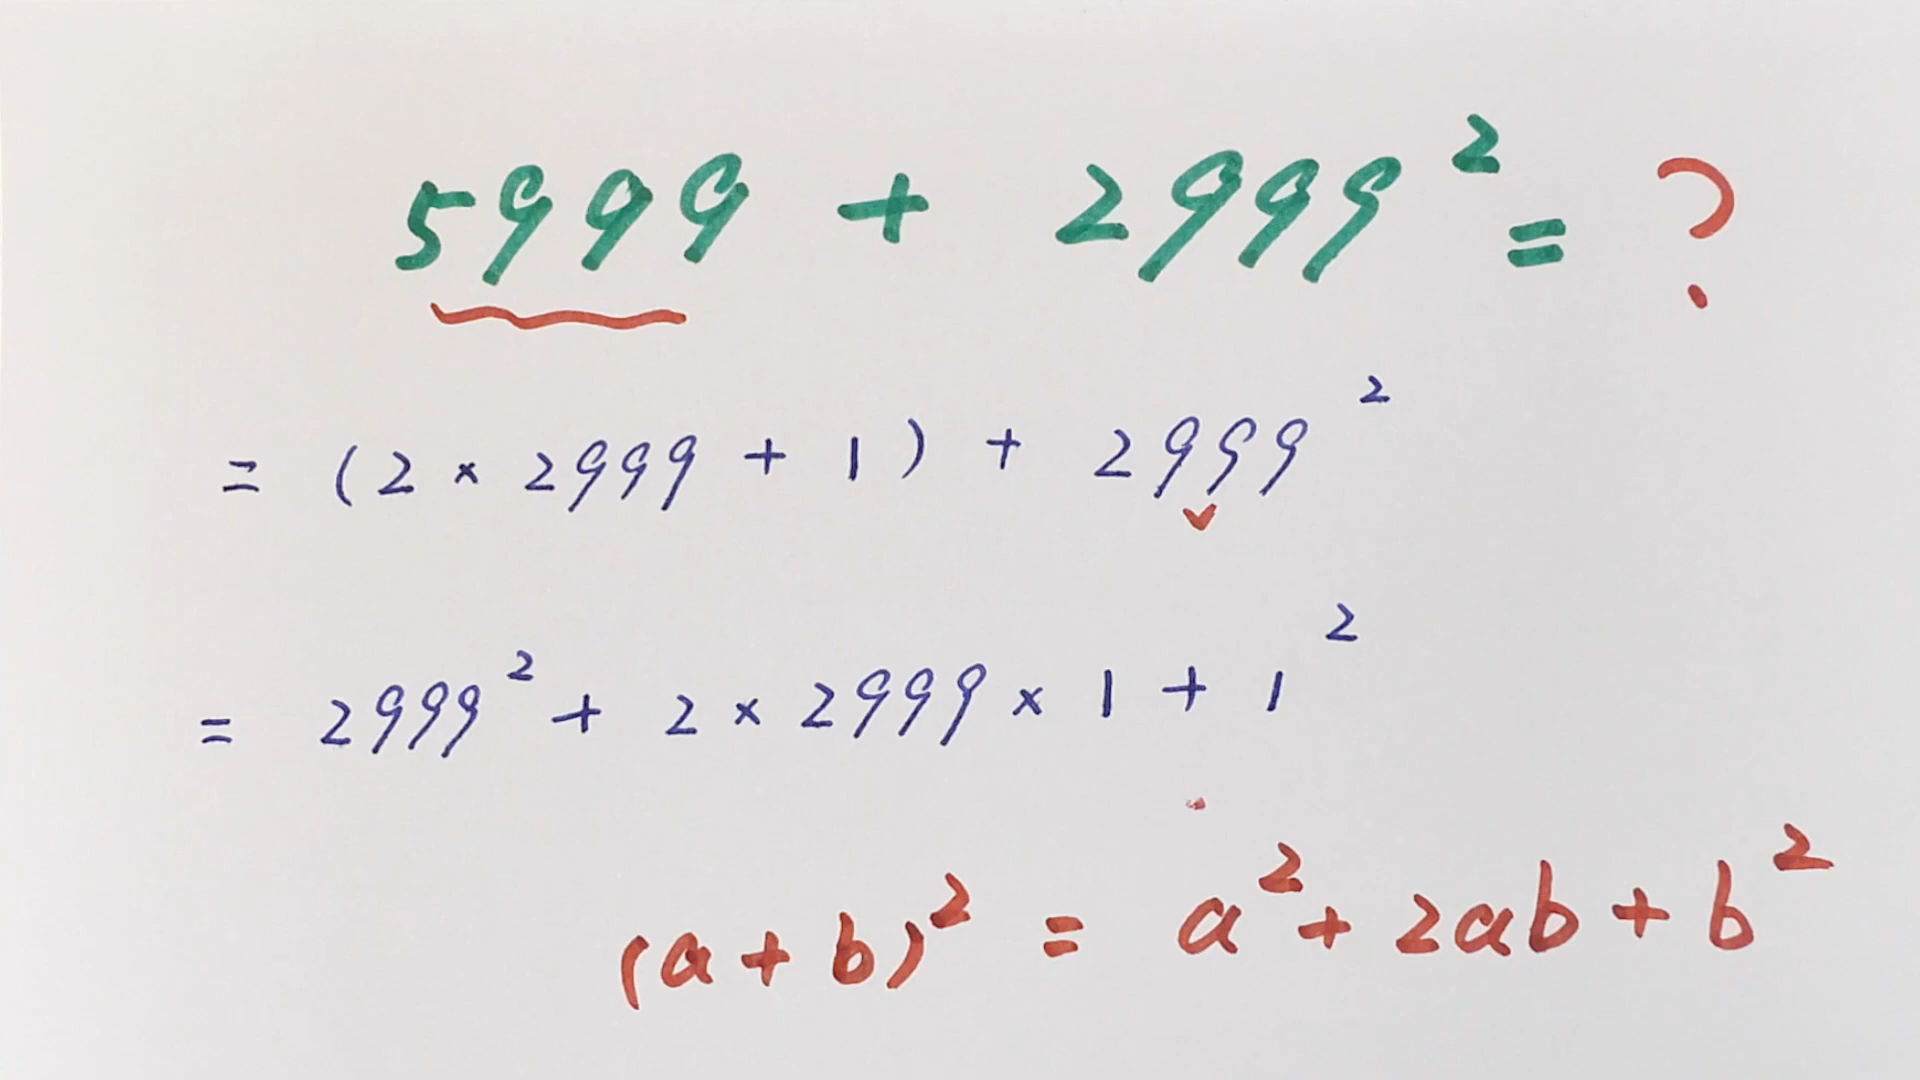 5999 + 2999² = ?
= (2 × 2999 + 1) + 2999²
= 2999² + 2 × 2999 × 1 + 1²
(a + b)² = a² + 2ab + b²